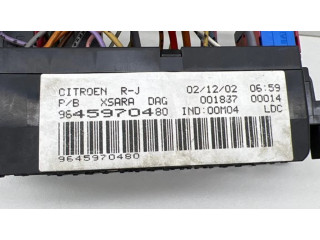 CITROEN R-J 02/12/02 06:59
P/B XSARA DAG 001837 00014
9645970480 IND:00M04 LDC
9645970480